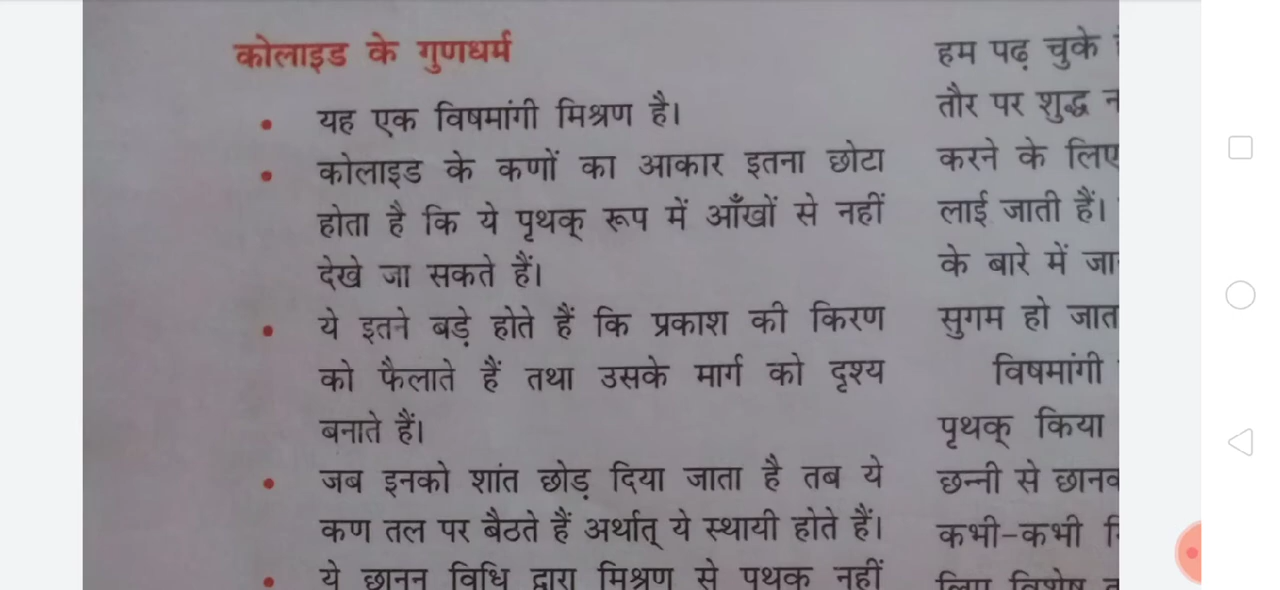 कोलाइड के गुणधर्म
• यह एक विषमांगी मिश्रण है।
• कोलाइड के कणों का आकार इतना छोटा
होता है कि ये पृथक् रूप में आँखों से नहीं
देखे जा सकते हैं।
• ये इतने बड़े होते हैं कि प्रकाश की किरण
को फैलाते हैं तथा उसके मार्ग को दृश्य
बनाते हैं।
• जब इनको शांत छोड़ दिया जाता है तब ये
कण तल पर बैठते हैं अर्थात् ये स्थायी होते हैं।
• ये छानन विधि द्वारा मिश्रण से पृथक् नहीं
हम पढ़ चुके
तौर पर शुद्ध
करने के लिए
लाई जाती हैं।
के बारे में
सुगम हो
विषमांगी
पृथक् किया
छन्नी से
कभी-कभी
लिए विशेष